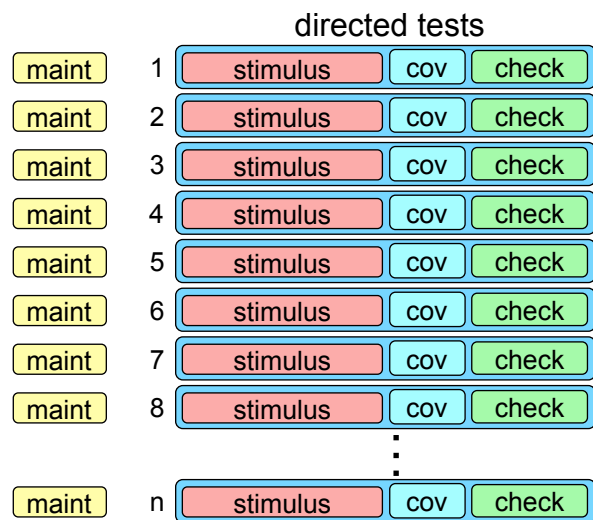 directed tests
maint 1 stimulus cov check
maint 2 stimulus cov check
maint 3 stimulus cov check
maint 4 stimulus cov check
maint 5 stimulus cov check
maint 6 stimulus cov check
maint 7 stimulus cov check
maint 8 stimulus cov check
maint n stimulus cov check